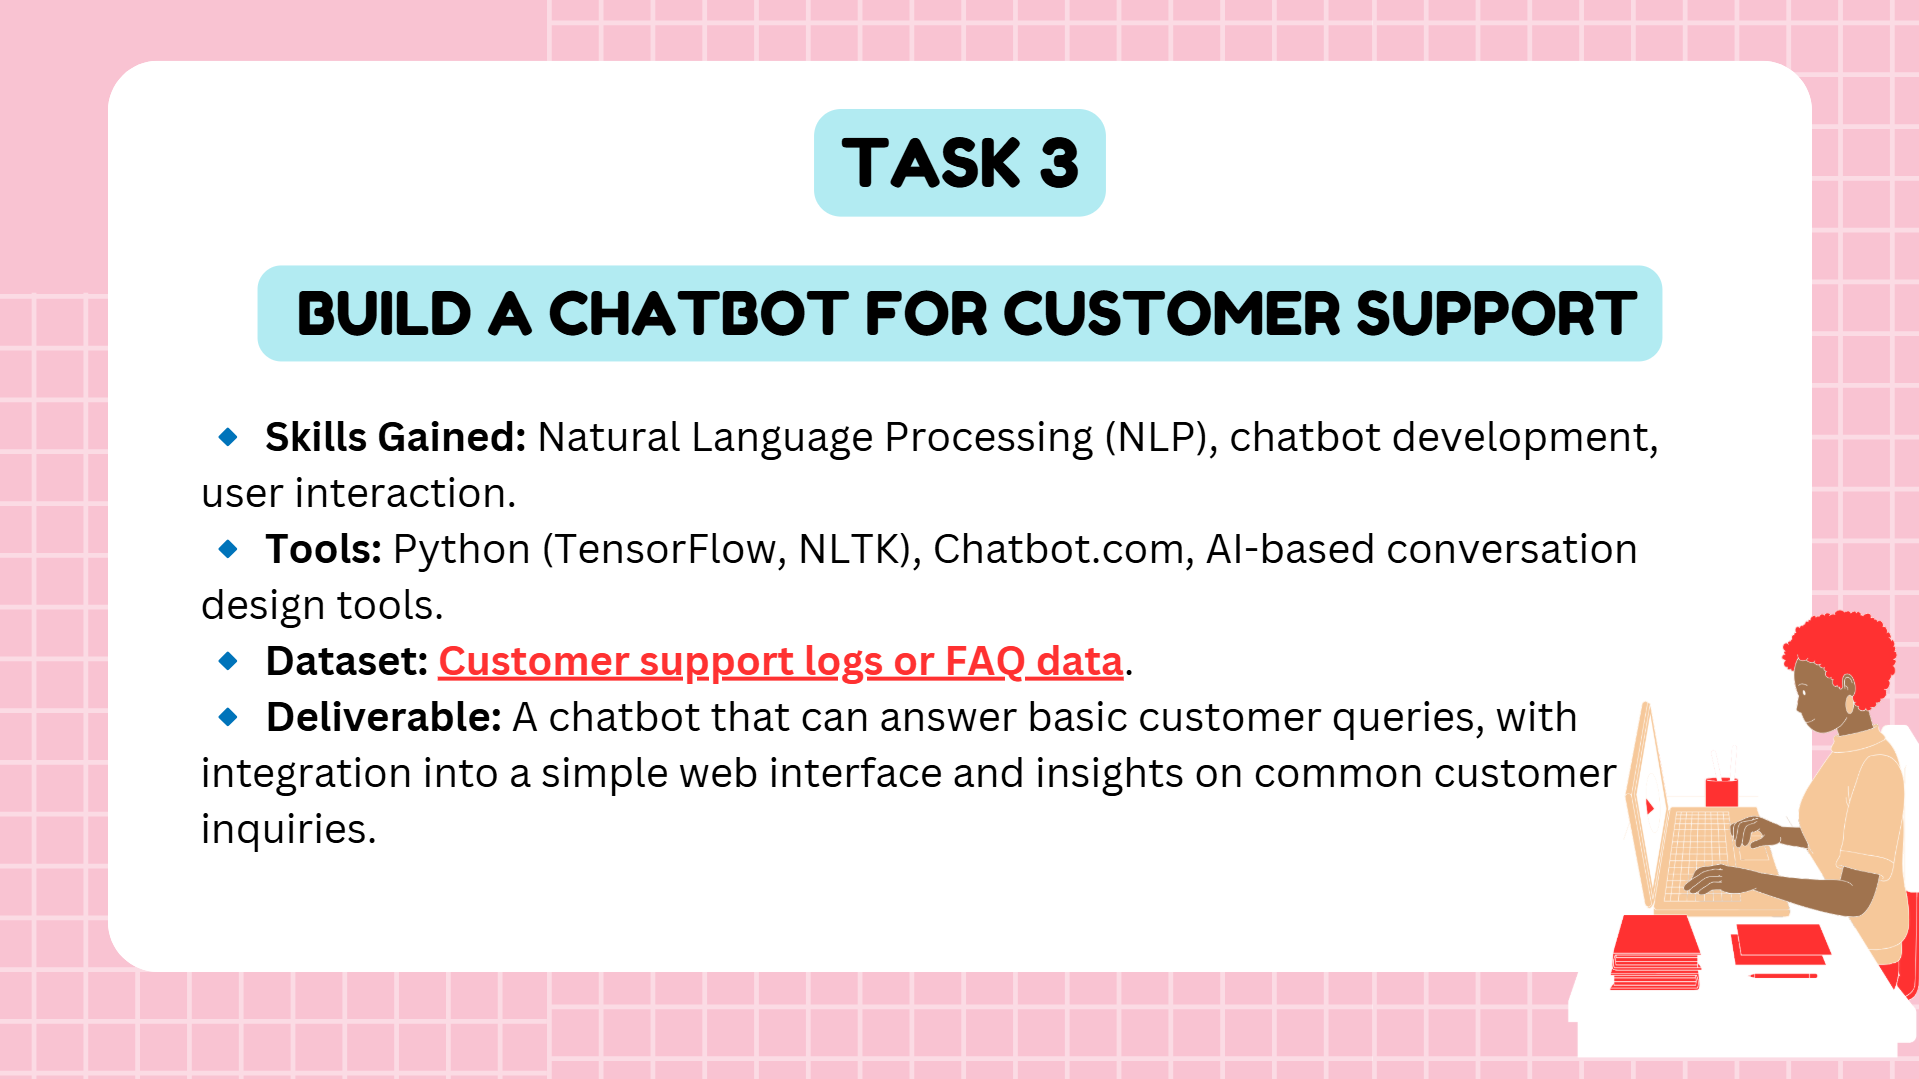 TASK 3
BUILD A CHATBOT FOR CUSTOMER SUPPORT
🔹 Skills Gained: Natural Language Processing (NLP), chatbot development,
user interaction.
🔹 Tools: Python (TensorFlow, NLTK), Chatbot.com, AI-based conversation
design tools.
🔹 Dataset: Customer support logs or FAQ data.
🔹 Deliverable: A chatbot that can answer basic customer queries, with
integration into a simple web interface and insights on common customer
inquiries.